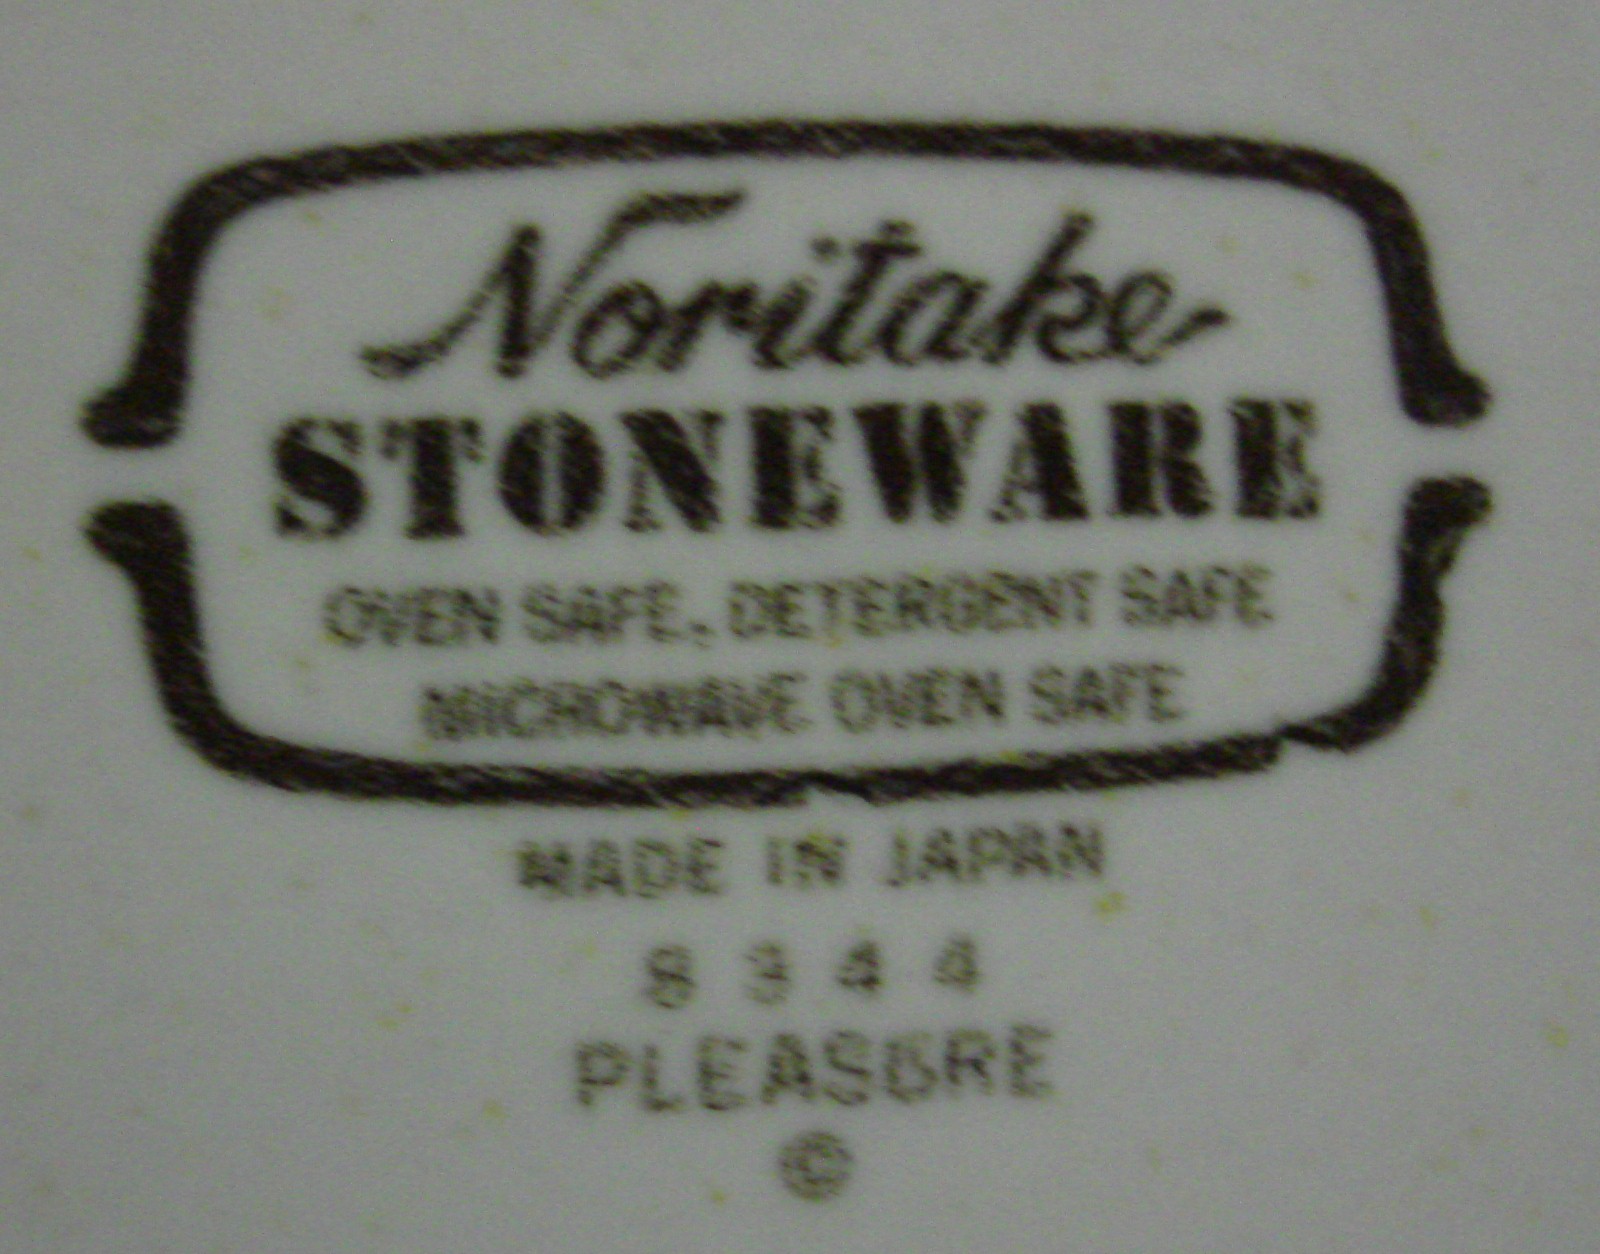 Noritake
STONEWARE
OVEN SAFE, DETERGENT SAFE
MICROWAVE OVEN SAFE
MADE IN JAPAN
8344
PLEASURE
©